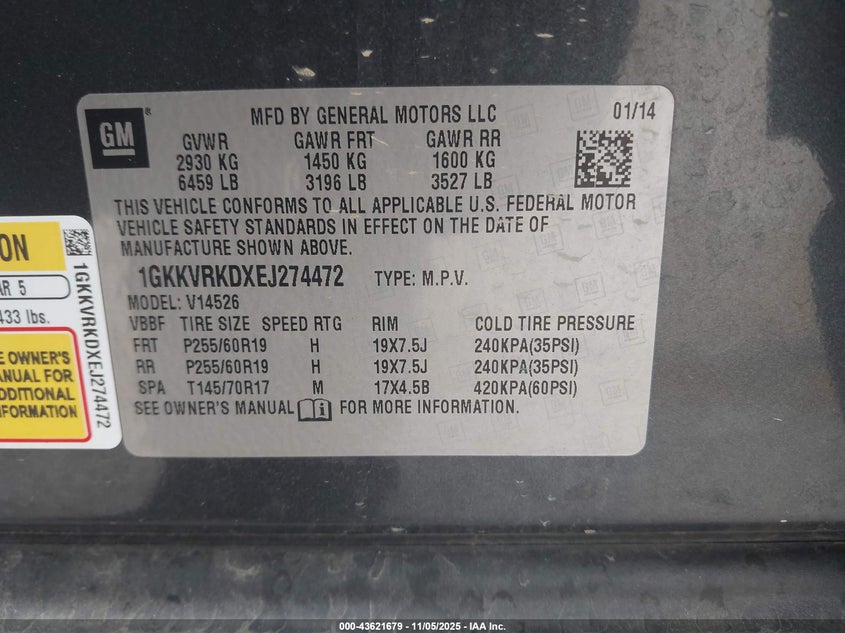 GM
®
MFD BY GENERAL MOTORS LLC 01/14
GVWR GAWR FRT GAWR RR
2930 KG 1450 KG 1600 KG
6459 LB 3196 LB 3527 LB
THIS VEHICLE CONFORMS TO ALL APPLICABLE U.S. FEDERAL MOTOR
VEHICLE SAFETY STANDARDS IN EFFECT ON THE DATE OF
MANUFACTURE SHOWN ABOVE.
1GKKVRKDXEJ274472 TYPE: M.P.V.
MODEL: V14526
VBBF TIRE SIZE SPEED RTG RIM COLD TIRE PRESSURE
FRT P255/60R19 H 19X7.5J 240KPA(35PSI)
RR P255/60R19 H 19X7.5J 240KPA(35PSI)
SPA T145/70R17 M 17X4.5B 420KPA(60PSI)
SEE OWNER'S MANUAL i FOR MORE INFORMATION.
ON
AR 5
433 lbs.
E OWNER'S
ANUAL FOR
DDITIONAL
FORMATION
1GKKVRKDXEJ274472
000-43621679 - 11/05/2025 - IAA Inc.